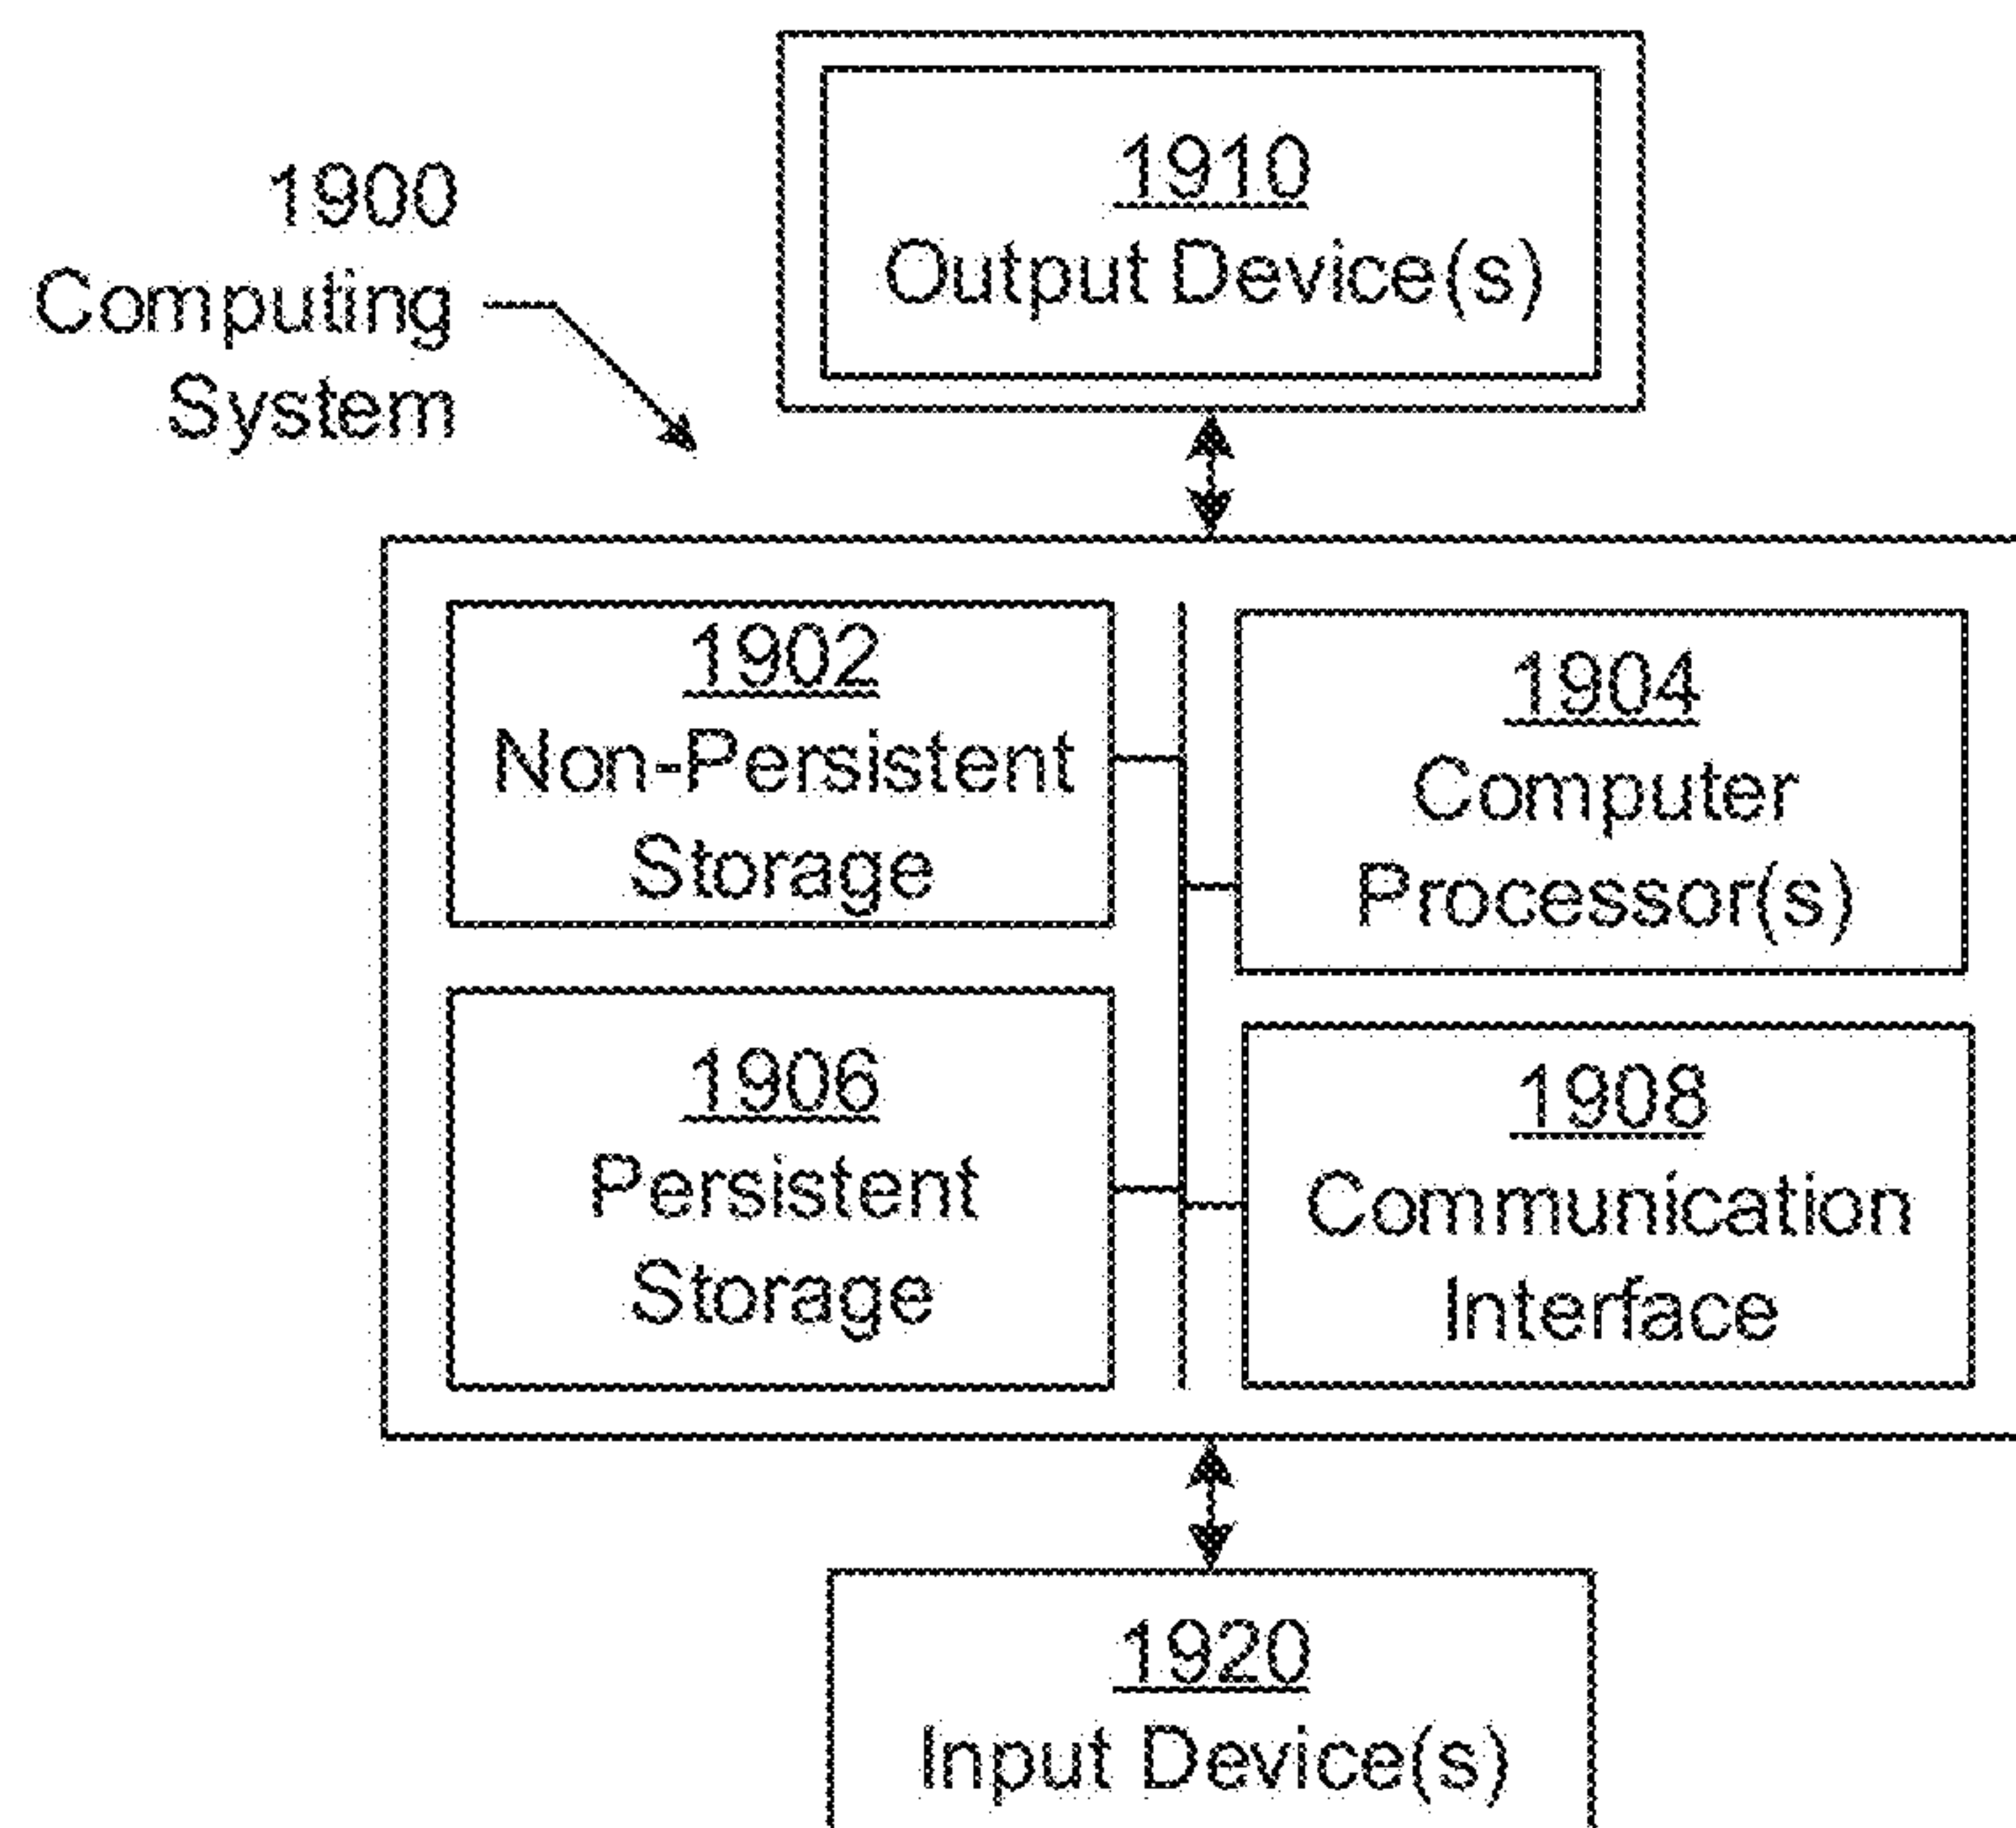 1910
Output Device(s)
1900
Computing
System
1902
Non-Persistent
Storage
1904
Computer
Processor(s)
1906
Persistent
Storage
1908
Communication
Interface
1920
Input Device(s)